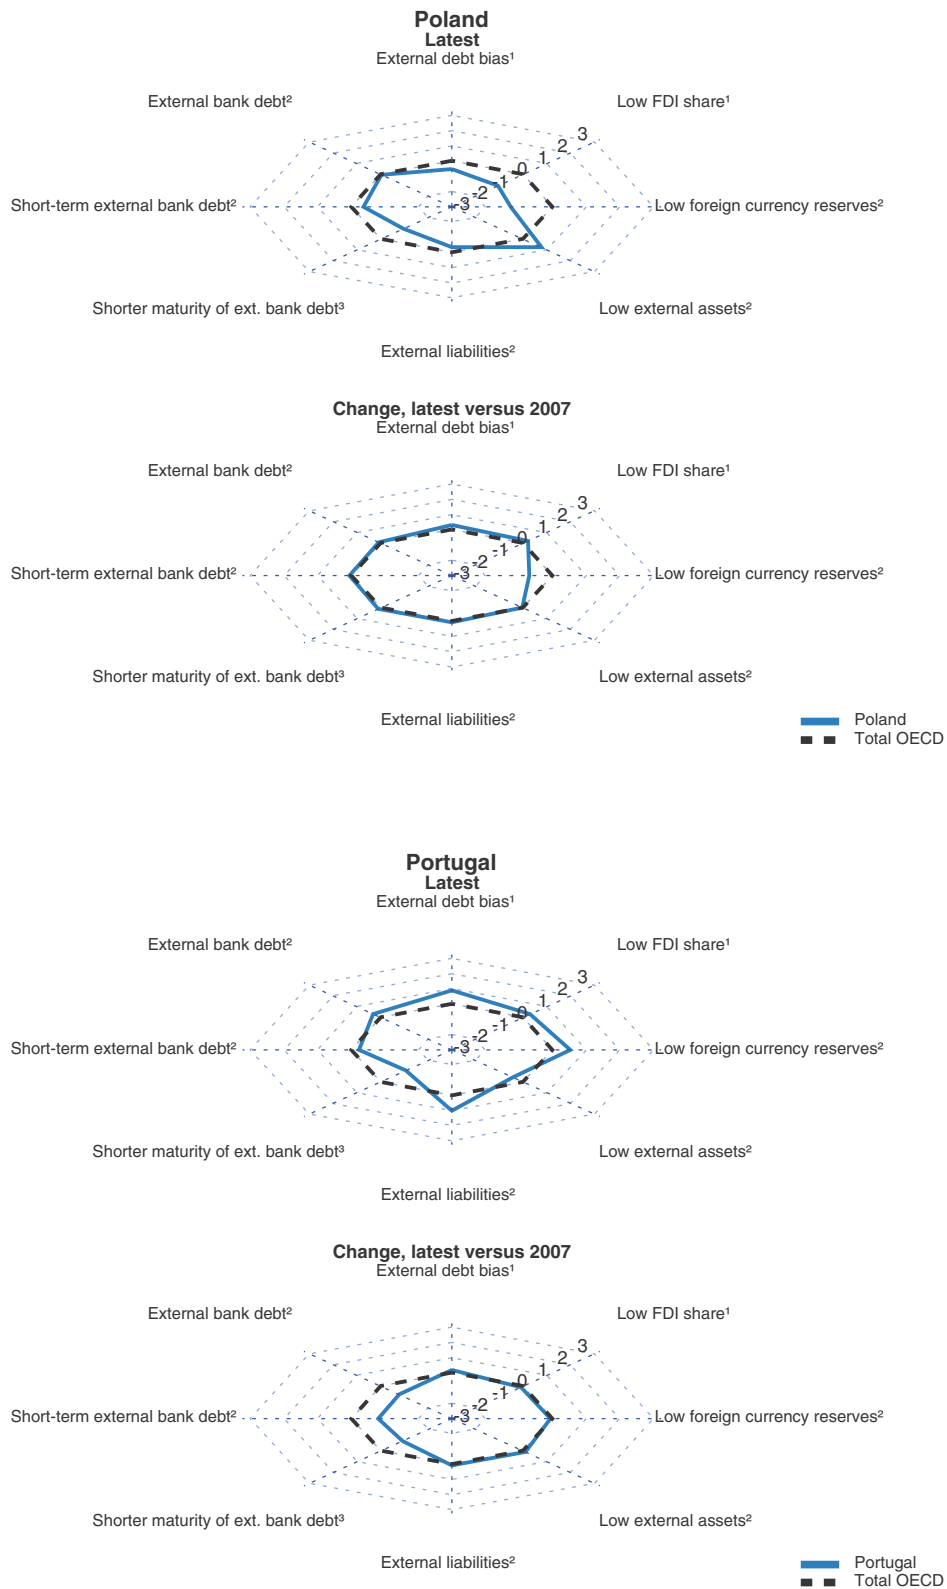 Poland
Latest
External debt bias¹
External bank debt²
Low FDI share¹
3
2
1
0
-1
-2
-3
Short-term external bank debt²
Low foreign currency reserves²
Shorter maturity of ext. bank debt³
Low external assets²
External liabilities²
Change, latest versus 2007
External debt bias¹
External bank debt²
Low FDI share¹
3
2
1
0
-1
-2
-3
Short-term external bank debt²
Low foreign currency reserves²
Shorter maturity of ext. bank debt³
Low external assets²
External liabilities²
Poland
Total OECD
Portugal
Latest
External debt bias¹
External bank debt²
Low FDI share¹
3
2
1
0
-1
-2
-3
Short-term external bank debt²
Low foreign currency reserves²
Shorter maturity of ext. bank debt³
Low external assets²
External liabilities²
Change, latest versus 2007
External debt bias¹
External bank debt²
Low FDI share¹
3
2
1
0
-1
-2
-3
Short-term external bank debt²
Low foreign currency reserves²
Shorter maturity of ext. bank debt³
Low external assets²
External liabilities²
Portugal
Total OECD